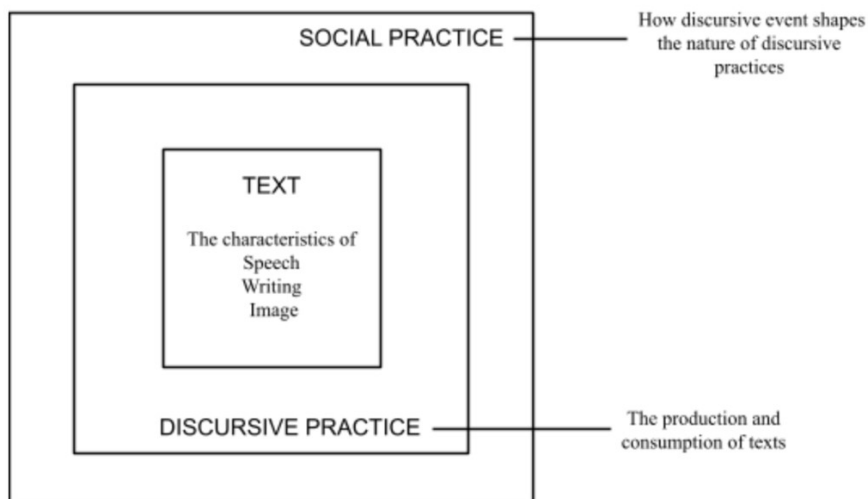 SOCIAL PRACTICE
How discursive event shapes
the nature of discursive
practices
TEXT
The characteristics of
Speech
Writing
Image
DISCURSIVE PRACTICE
The production and
consumption of texts